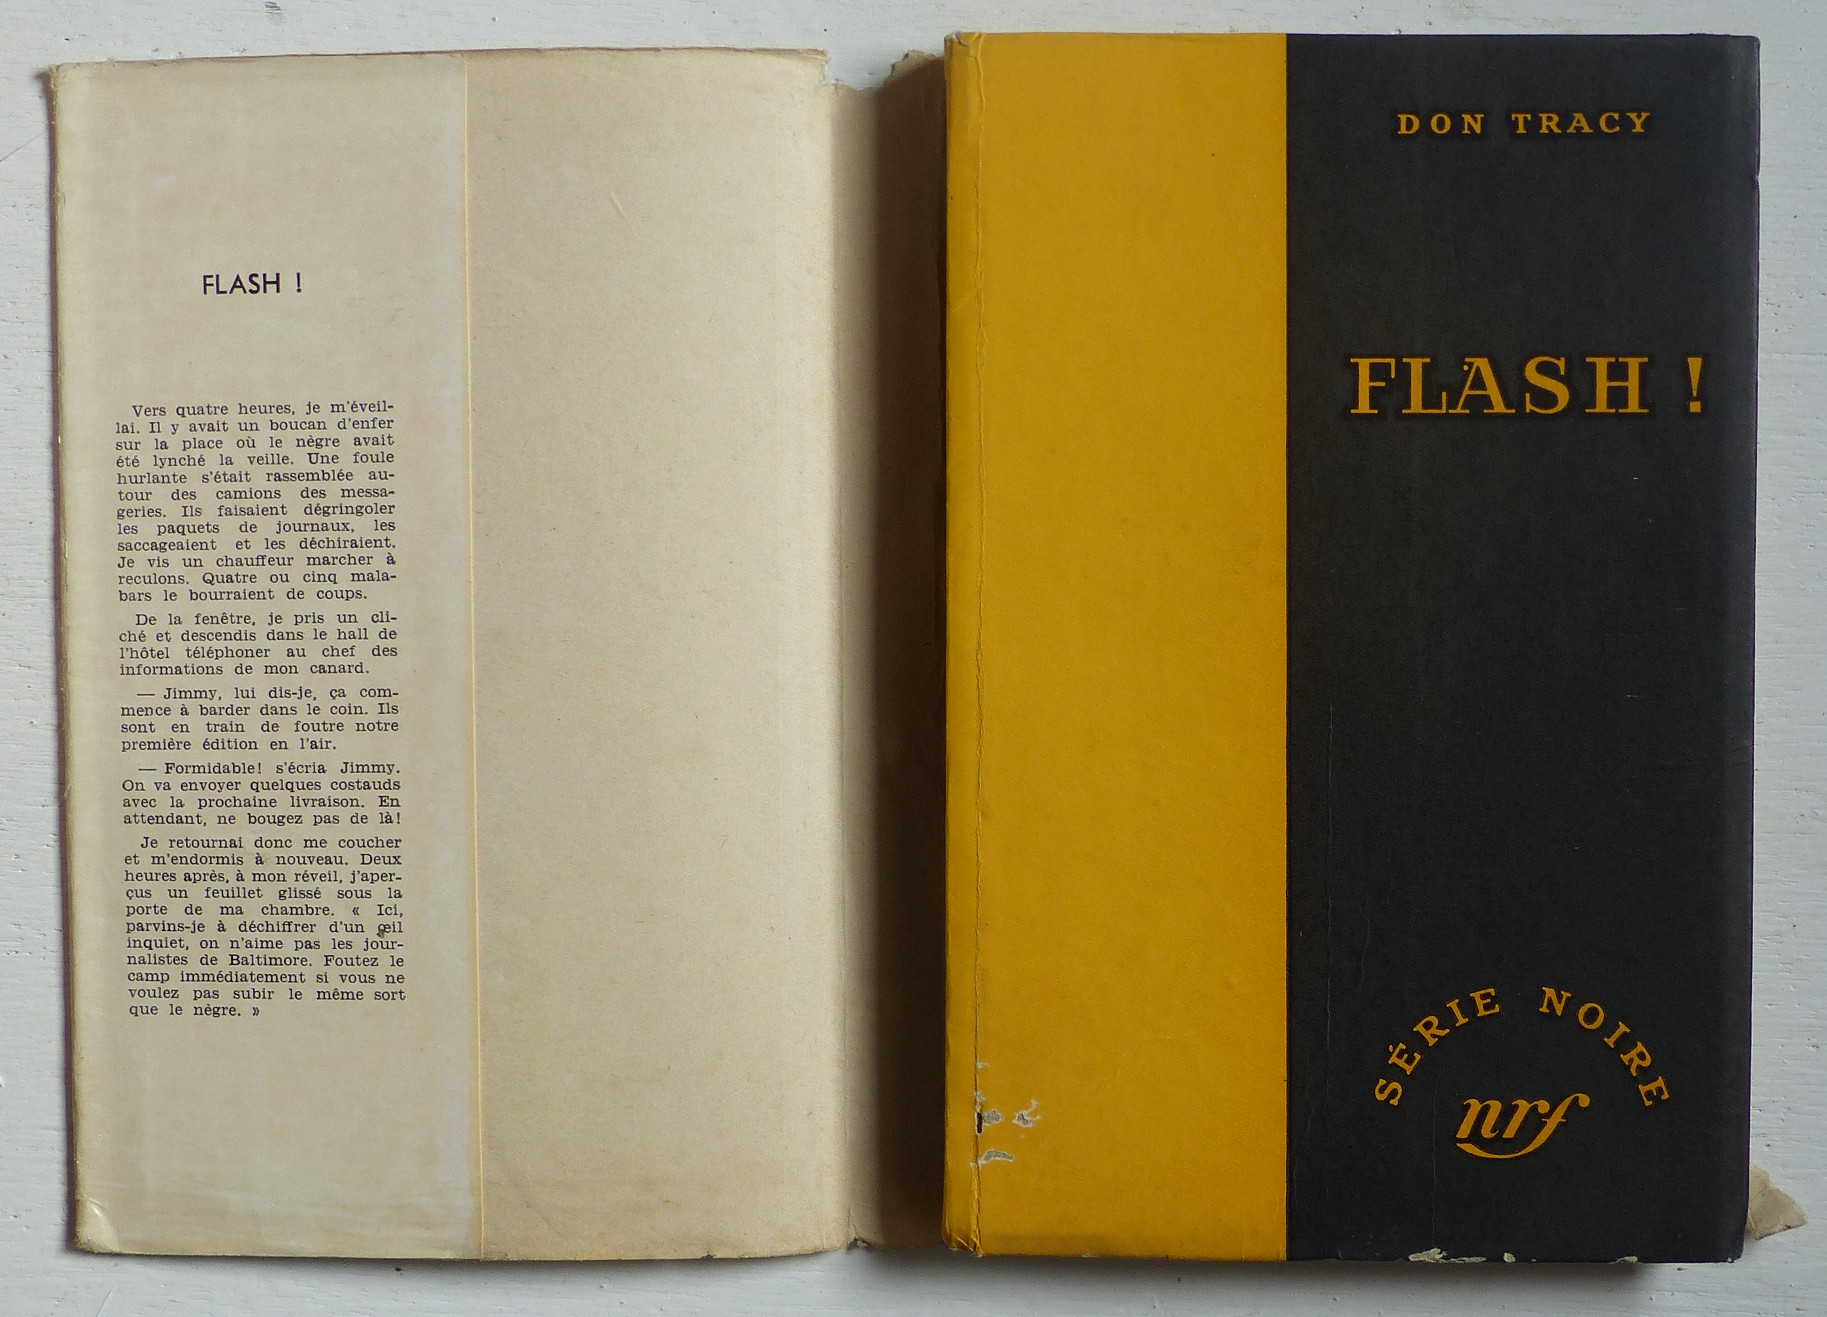 FLASH !
Vers quatre heures, je m'éveil-
lai. Il y avait un boucan d'enfer
sur la place où le nègre avait
été lynché la veille. Une foule
hurlante s'était rassemblée au-
tour des camions des messa-
geries. Ils faisaient dégringoler
les paquets de journaux, les
saccageaient et les déchiraient.
Je vis un chauffeur marcher à
reculons. Quatre ou cinq mala-
bars le bourraient de coups.
De la fenêtre, je pris un cli-
ché et descendis dans le hall de
l'hôtel téléphoner au chef des
informations de mon canard.
— Jimmy, lui dis-je, ça com-
mence à barder dans le coin. Ils
sont en train de foutre notre
première édition en l'air.
— Formidable! s'écria Jimmy.
On va envoyer quelques costauds
avec la prochaine livraison. En
attendant, ne bougez pas de là!
Je retournai donc me coucher
et m'endormis à nouveau. Deux
heures après, à mon réveil, j'aper-
çus un feuillet glissé sous la
porte de ma chambre. « Ici,
parvins-je à déchiffrer d'un œil
inquiet, on n'aime pas les jour-
nalistes de Baltimore. Foutez le
camp immédiatement si vous ne
voulez pas subir le même sort
que le nègre. »
DON TRACY
FLASH !
SÉRIE NOIRE
nrf